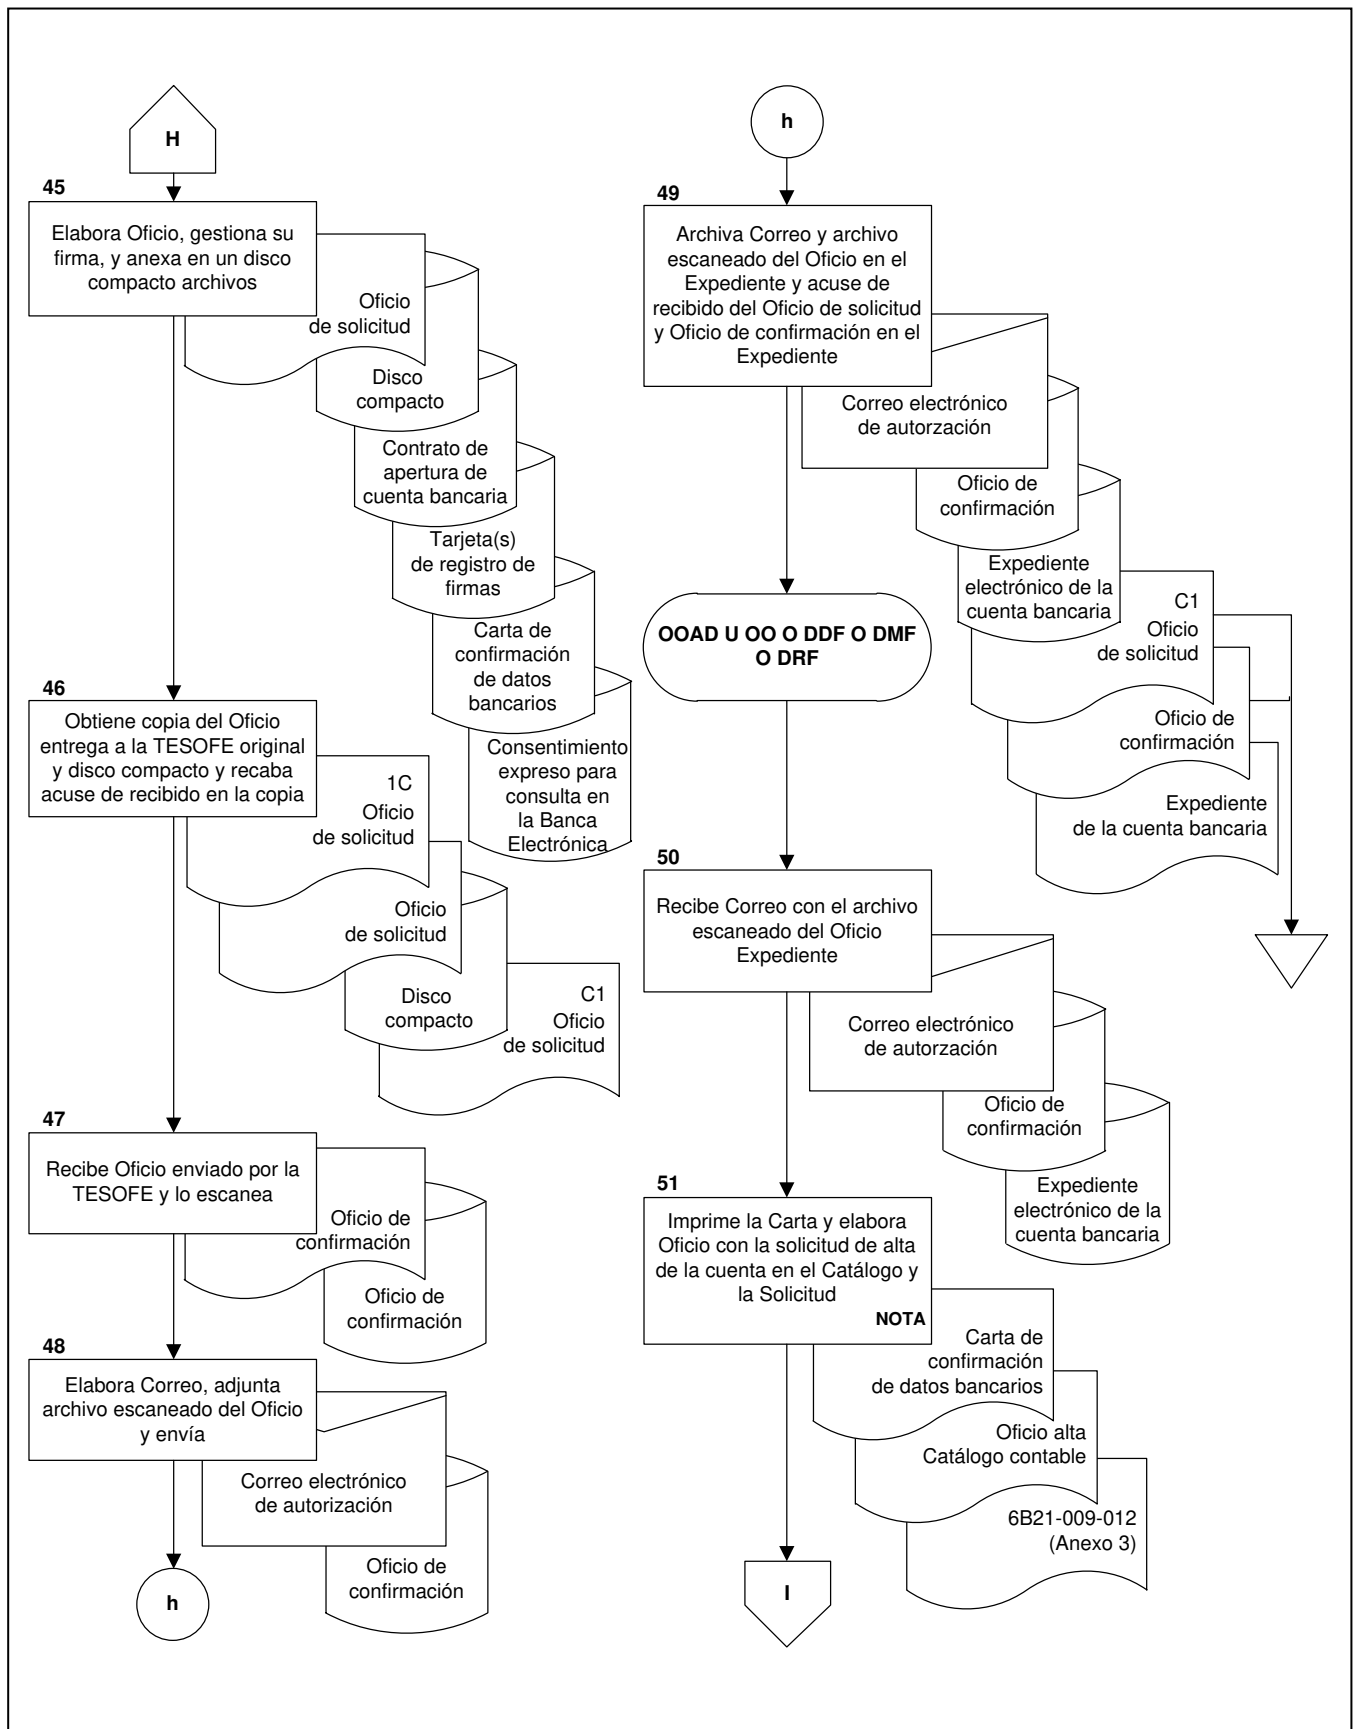 H
45
Elabora Oficio, gestiona su
firma, y anexa en un disco
compacto archivos
Oficio
de solicitud
Disco
compacto
Contrato de
apertura de
cuenta bancaria
Tarjeta(s)
de registro de
firmas
Carta de
confirmación
de datos
bancarios
Consentimiento
expreso para
consulta en
la Banca
Electrónica
46
Obtiene copia del Oficio
entrega a la TESOFE original
y disco compacto y recaba
acuse de recibido en la copia
1C
Oficio
de solicitud
Oficio
de solicitud
Disco
compacto
C1
Oficio
de solicitud
47
Recibe Oficio enviado por la
TESOFE y lo escanea
Oficio de
confirmación
Oficio de
confirmación
48
Elabora Correo, adjunta
archivo escaneado del Oficio
y envía
Correo electrónico
de autorización
Oficio de
confirmación
h
h
49
Archiva Correo y archivo
escaneado del Oficio en el
Expediente y acuse de
recibido del Oficio de solicitud
y Oficio de confirmación en el
Expediente
Correo electrónico
de autorzación
Oficio de
confirmación
Expediente
electrónico de la
cuenta bancaria
C1
Oficio
de solicitud
Oficio de
confirmación
Expediente
de la cuenta bancaria
OOAD U OO O DDF O DMF
O DRF
50
Recibe Correo con el archivo
escaneado del Oficio
Expediente
Correo electrónico
de autorzación
Oficio de
confirmación
Expediente
electrónico de la
cuenta bancaria
51
Imprime la Carta y elabora
Oficio con la solicitud de alta
de la cuenta en el Catálogo y
la Solicitud
NOTA
Carta de
confirmación
de datos bancarios
Oficio alta
Catálogo contable
6B21-009-012
(Anexo 3)
I